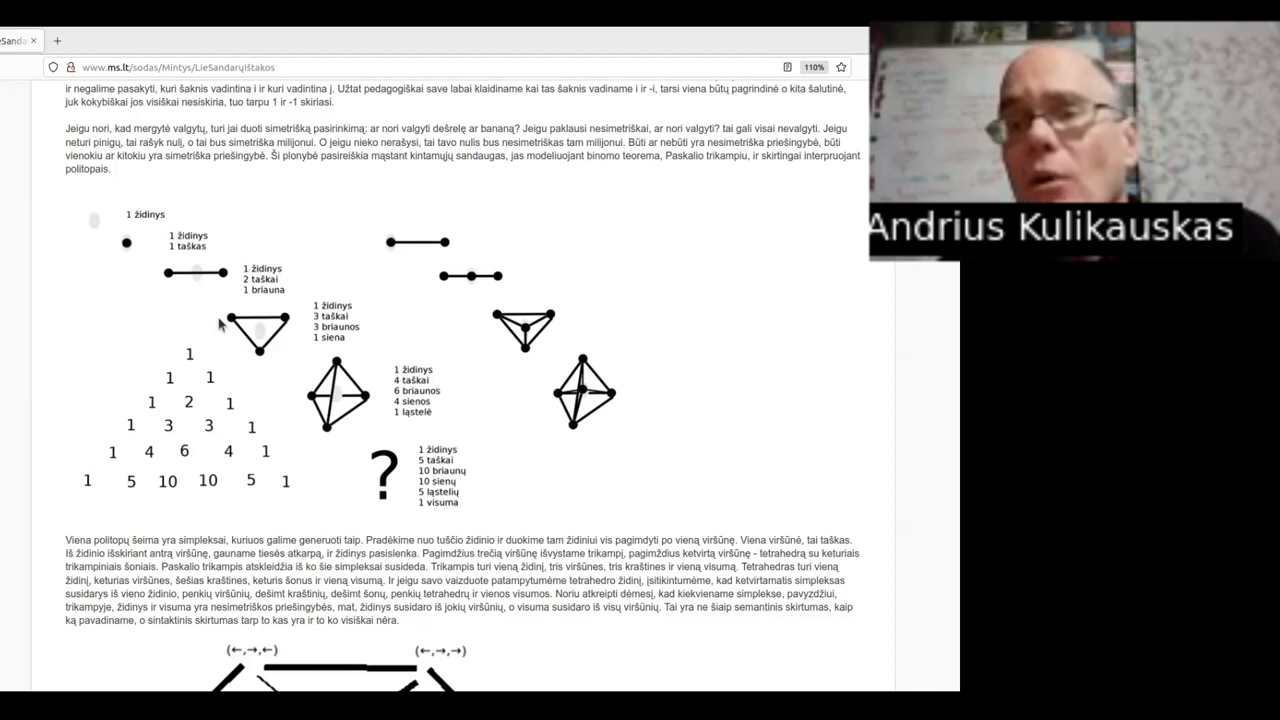 eSanda
www.ms.lt/sodas/Mintys/LieSandarųIštakos
110%
ir negalime pasakyti, kuri šaknis vadintina i ir kuri vadintina j. Užtat pedagogiškai save labai klaidiname kai tas šaknis vadiname i ir -i, tarsi viena būtų pagrindinė o kita šalutinė,
juk kokybiškai jos visiškai nesiskiria, tuo tarpu 1 ir -1 skiriasi.
Jeigu nori, kad mergytė valgytų, turi jai duoti simetrišką pasirinkimą: ar nori valgyti dešrelę ar bananą? Jeigu paklausi nesimetriškai, ar nori valgyti? tai gali visai nevalgyti. Jeigu
neturi pinigų, tai rašyk nulį, o tai bus simetriška milijonui. O jeigu nieko nerašysi, tai tavo nulis bus nesimetriškas tam milijonui. Būti ar nebūti yra nesimetriška priešingybė, būti
vienokiu ar kitokiu yra simetriška priešingybė. Ši plonybė pasireiškia mąstant kintamųjų sandaugas, jas modeliuojant binomo teorema, Paskalio trikampiu, ir skirtingai interpruojant
politopais.
1 židinys
1 židinys
1 taškas
1 židinys
2 taškai
1 briauna
1 židinys
3 taškai
3 briaunos
1 siena
1 židinys
4 taškai
6 briaunos
4 sienos
1 ląstelė
1
1 1
1 2 1
1 3 3 1
1 4 6 4 1
1 5 10 10 5 1
?
1 židinys
5 taškai
10 briaunų
10 sienų
5 ląstelių
1 visuma
Viena politopų šeima yra simpleksai, kuriuos galime generuoti taip. Pradėkime nuo tuščio židinio ir duokime tam židiniui vis pagimdyti po vieną viršūnę. Viena viršūnė, tai taškas.
Iš židinio išskiriant antrą viršūnę, gauname tiesės atkarpą, ir židinys pasislenka. Pagimdžius trečią viršūnę išvystame trikampį, pagimdžius ketvirtą viršūnę - tetrahedrą su keturiais
trikampiniais šoniais. Paskalio trikampis atskleidžia iš ko šie simpleksai susideda. Trikampis turi vieną židinį, tris viršūnes, tris kraštines ir vieną visumą. Tetrahedras turi vieną
židinį, keturias viršūnes, šešias kraštines, keturis šonus ir vieną visumą. Ir jeigu savo vaizduote patampytumėme tetrahedro židinį, įsitikintumėme, kad ketvirtamatis simpleksas
susidarys iš vieno židinio, penkių viršūnių, dešimt kraštinių, dešimt šonų, penkių tetrahedrų ir vienos visumos. Noriu atkreipti dėmesį, kad kiekviename simplekse, pavyzdžiui,
trikampyje, židinys ir visuma yra nesimetriškos priešingybės, mat, židinys susidaro iš jokių viršūnių, o visuma susidaro iš visų viršūnių. Tai yra ne šiaip semantinis skirtumas, kaip
ką pavadiname, o sintaktinis skirtumas tarp to kas yra ir to ko visiškai nėra.
(←,→,←) (←,→,→)
Andrius Kulikauskas